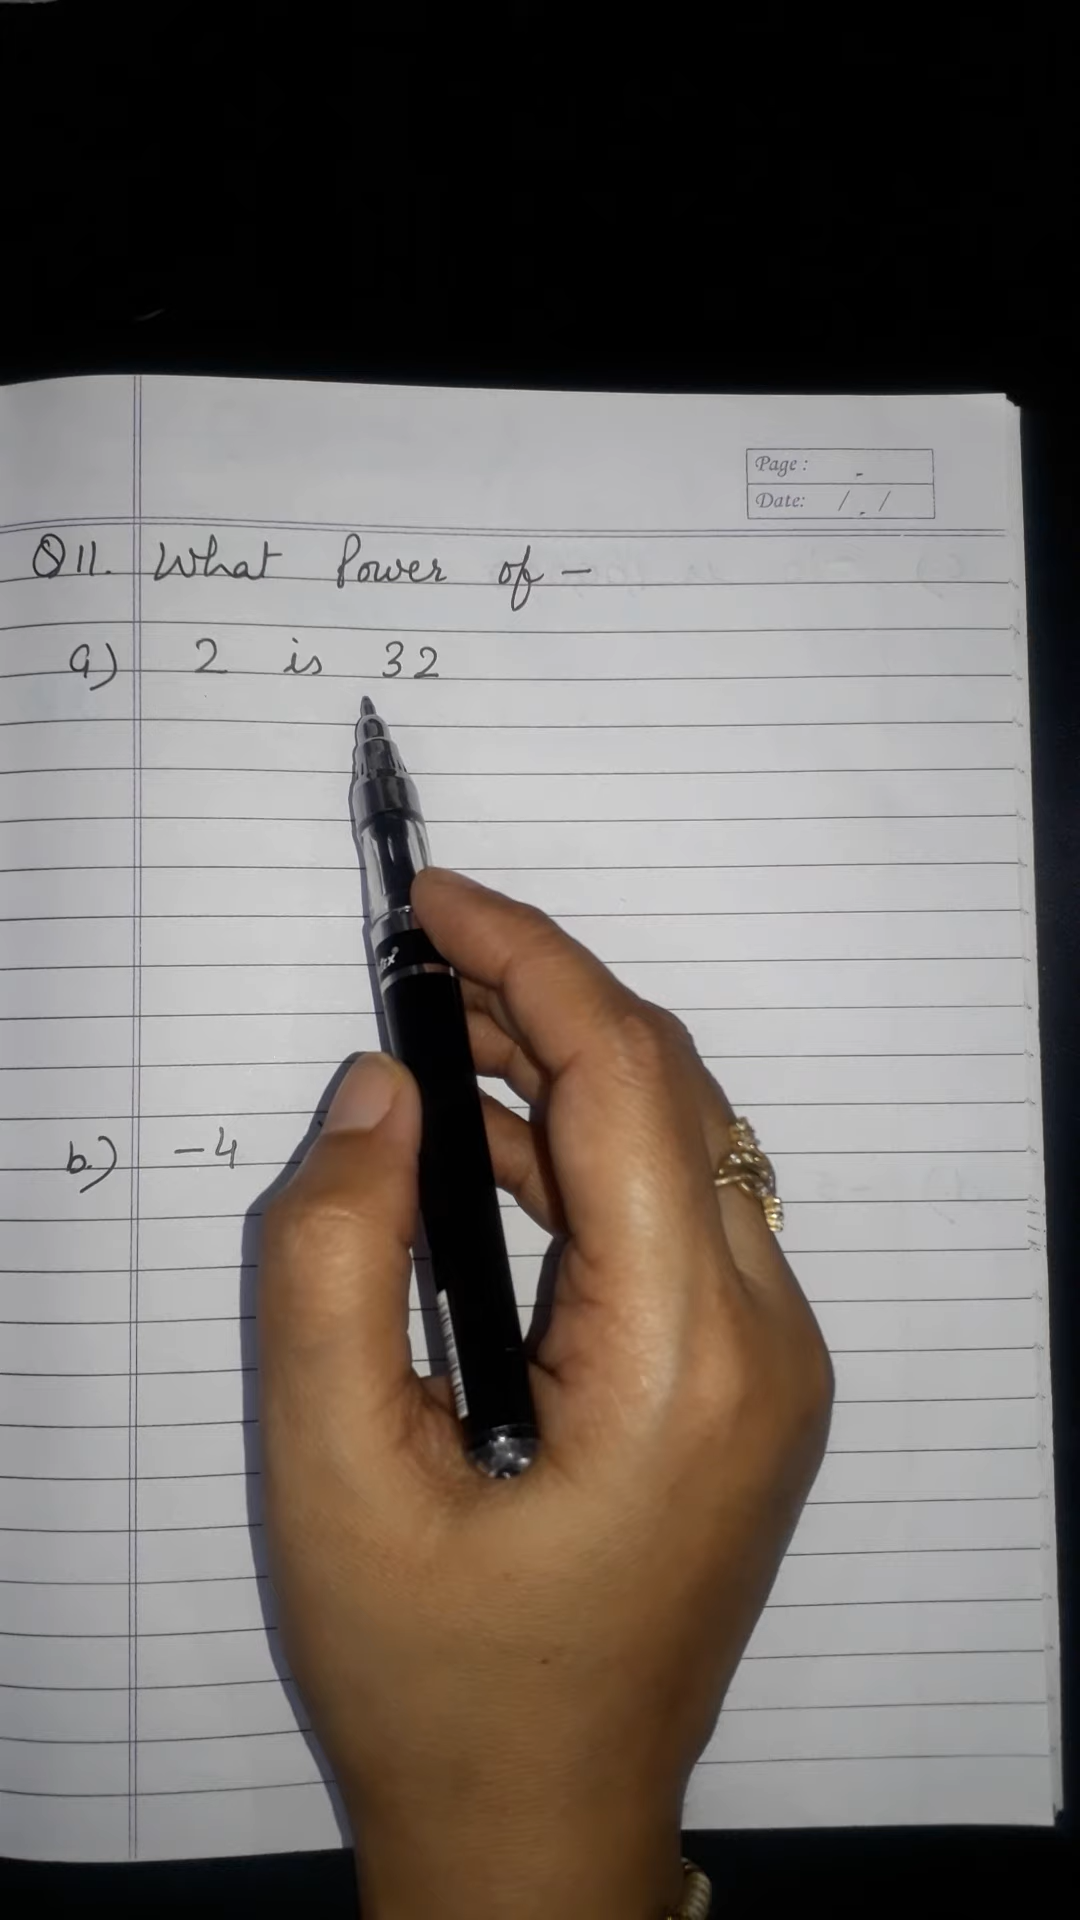 Page :
Date: / /
Q11. What Power of -
a) 2 is 32
b.) -4